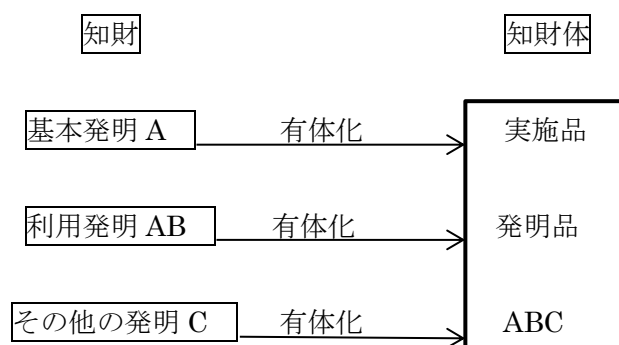 知財 知財体
基本発明 A 有体化 実施品
利用発明 AB 有体化 発明品
その他の発明 C 有体化 ABC